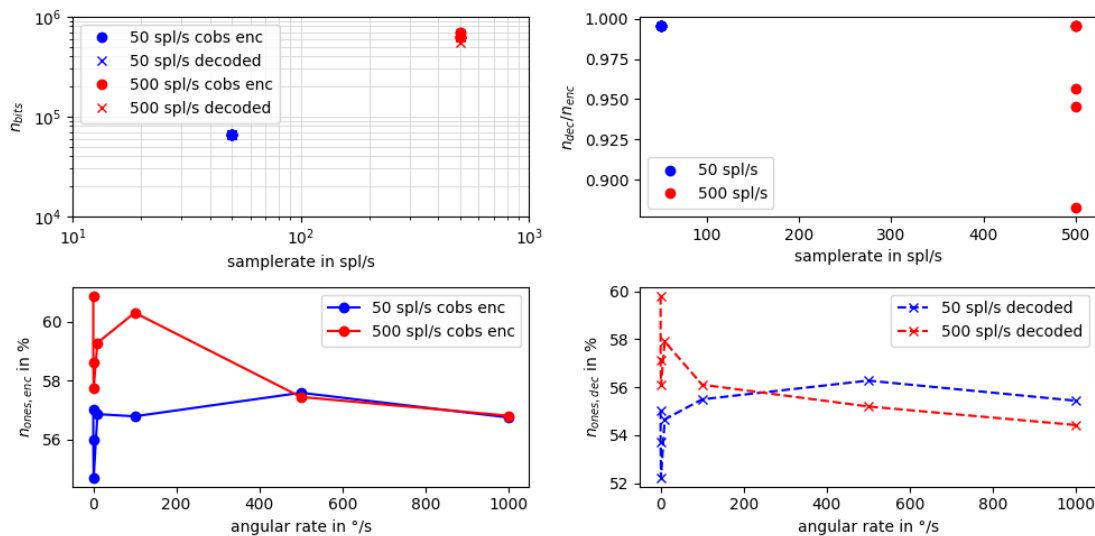 10^6
10^5
10^4
n_bits
50 spl/s cobs enc
50 spl/s decoded
500 spl/s cobs enc
500 spl/s decoded
10^1
10^2
10^3
samplerate in spl/s
1.000
0.975
0.950
0.925
0.900
n_dec/n_enc
50 spl/s
500 spl/s
100
200
300
400
500
samplerate in spl/s
60
58
56
n_ones,enc in %
50 spl/s cobs enc
500 spl/s cobs enc
0
200
400
600
800
1000
angular rate in °/s
60
58
56
54
52
n_ones,dec in %
50 spl/s decoded
500 spl/s decoded
0
200
400
600
800
1000
angular rate in °/s